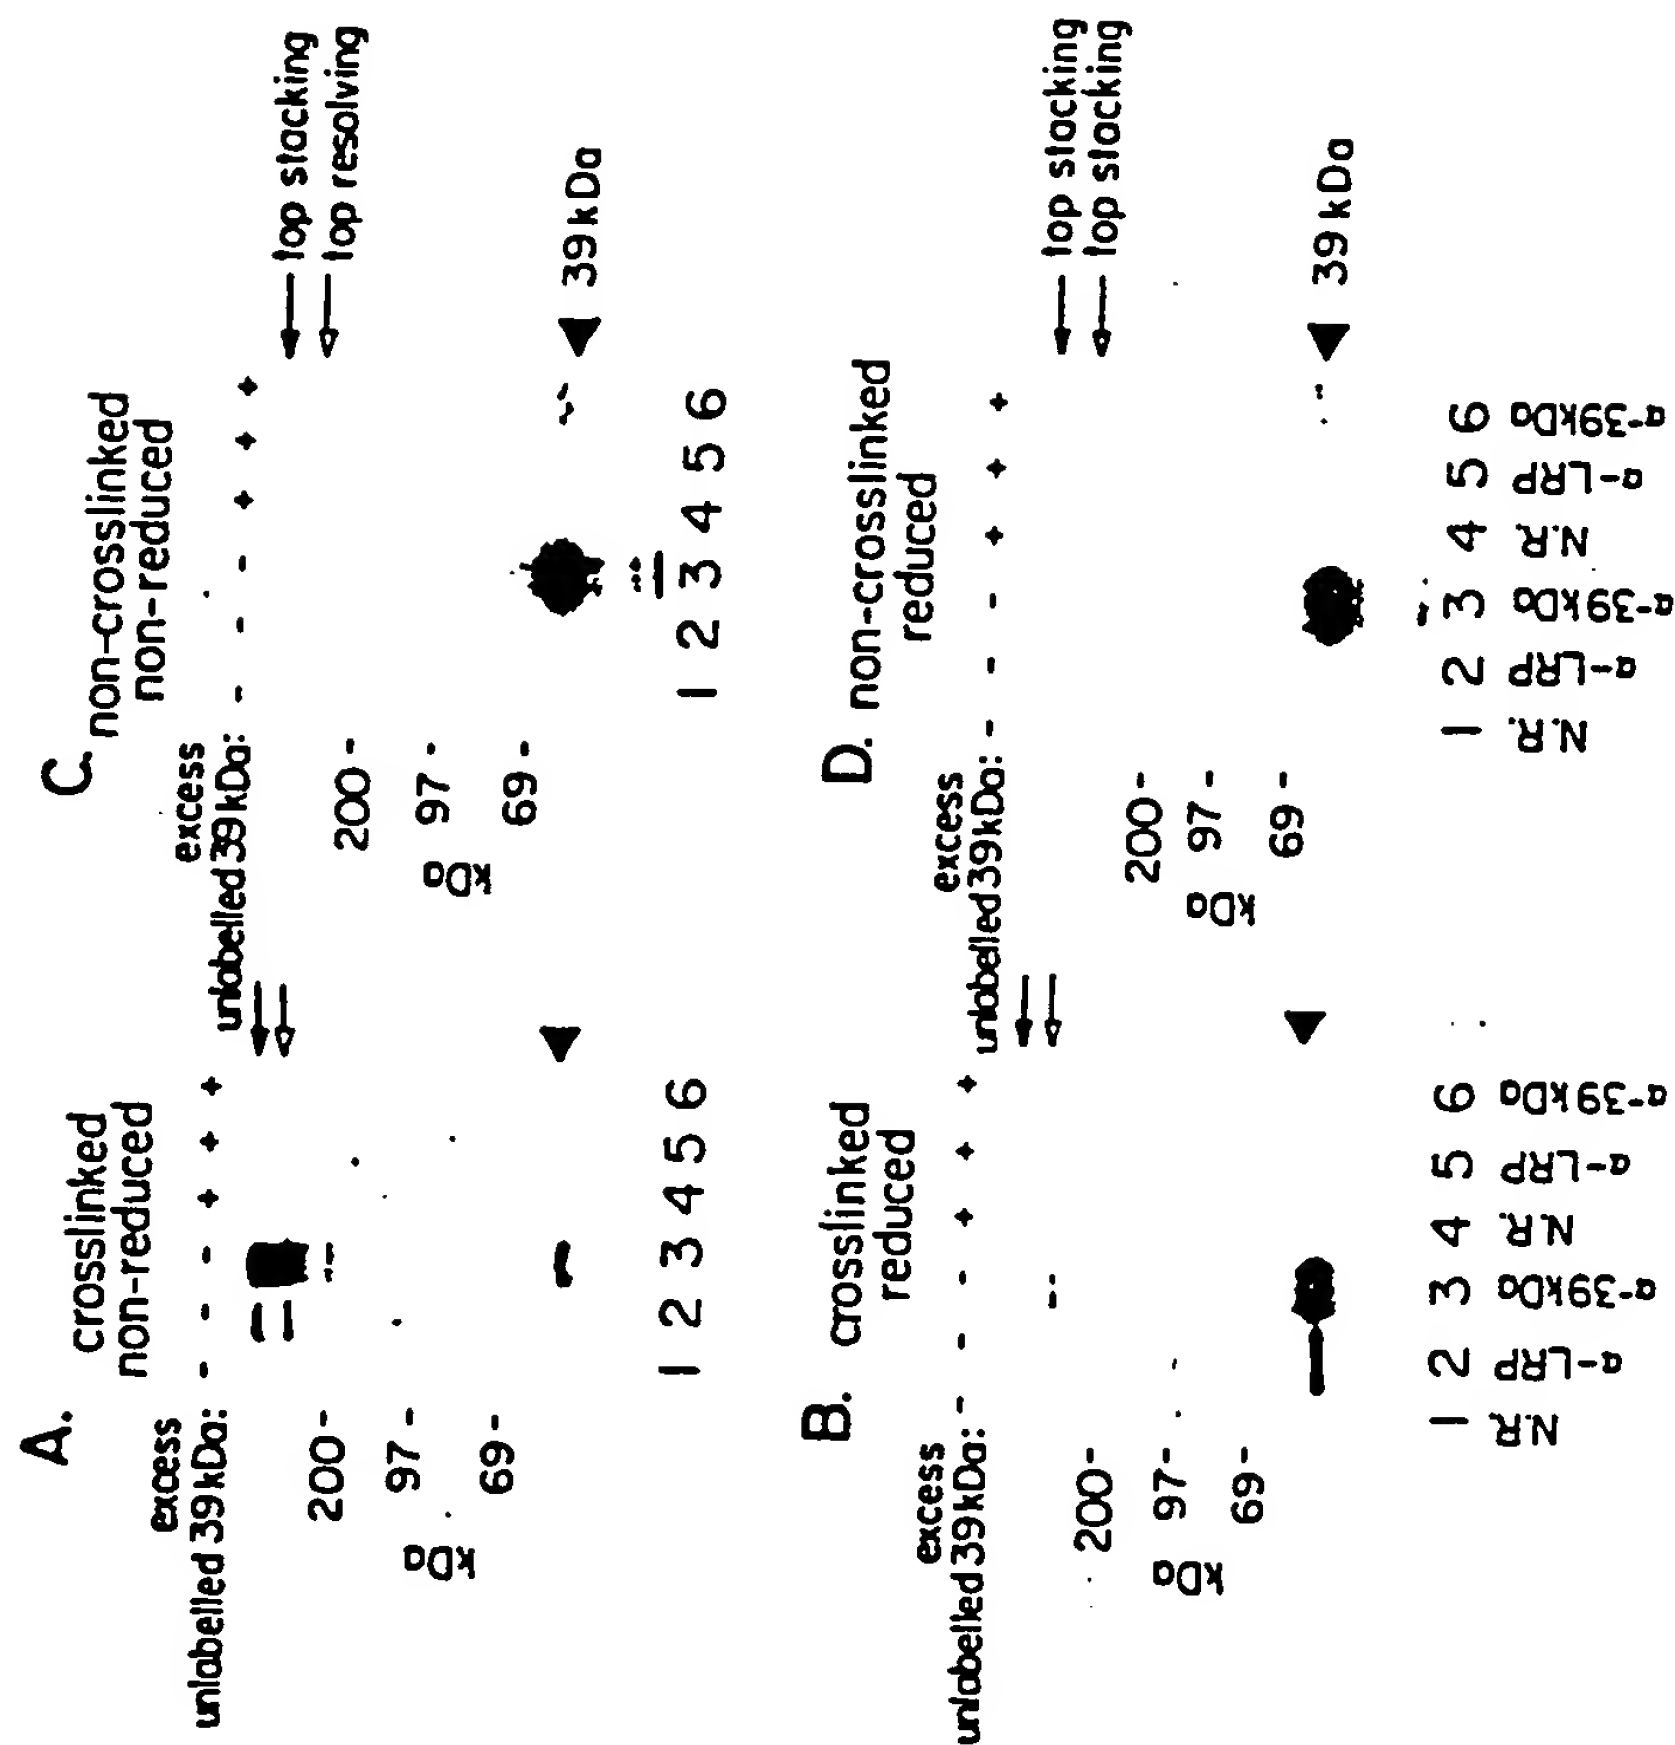 A.
crosslinked
non-reduced
excess
unlabelled 39kDa: - - - + + +
200-
97-
69-
kDa
1 2 3 4 5 6
C.
non-crosslinked
non-reduced
excess
unlabelled 39kDa: - - - + + +
top stacking
top resolving
200-
97-
69-
kDa
39kDa
1 2 3 4 5 6
B.
crosslinked
reduced
excess
unlabelled 39kDa: - - - + + +
200-
97-
69-
kDa
1 2 3 4 5 6
N.R. α-LRP α-39kDa N.R. α-LRP α-39kDa
D.
non-crosslinked
reduced
excess
unlabelled 39kDa: - - - + + +
top stacking
top stacking
200-
97-
69-
kDa
39kDa
1 2 3 4 5 6
N.R. α-LRP α-39kDa N.R. α-LRP α-39kDa